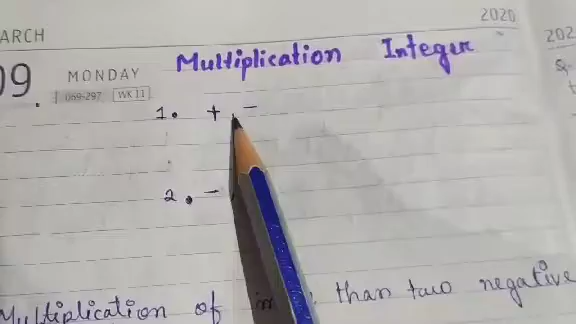 ARCH
2020
202
09
MONDAY
069-297 WK 11
Multiplication Integer
1. + . -
2. -
Multiplication of than two negative